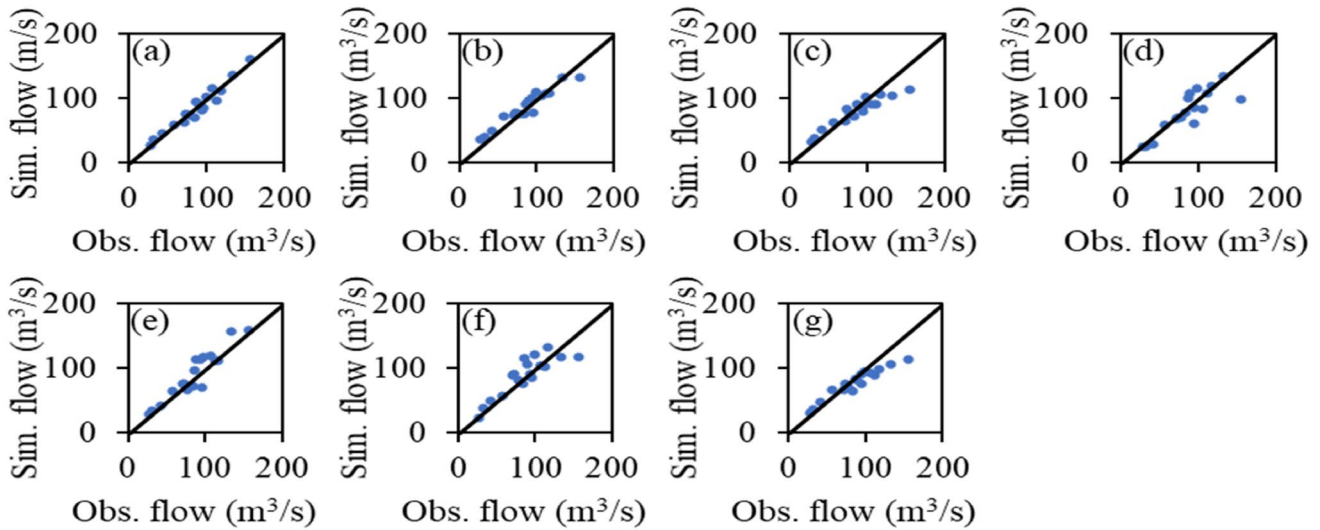 Sim. flow (m/s)
200
100
0
(a)
0 100 200
Obs. flow (m³/s)
Sim. flow (m³/s)
200
100
0
(b)
0 100 200
Obs. flow (m³/s)
Sim. flow (m³/s)
200
100
0
(c)
0 100 200
Obs. flow (m³/s)
Sim. flow (m³/s)
200
100
0
(d)
0 100 200
Obs. flow (m³/s)
Sim. flow (m³/s)
200
100
0
(e)
0 100 200
Obs. flow (m³/s)
Sim. flow (m³/s)
200
100
0
(f)
0 100 200
Obs. flow (m³/s)
Sim. flow (m³/s)
200
100
0
(g)
0 100 200
Obs. flow (m³/s)